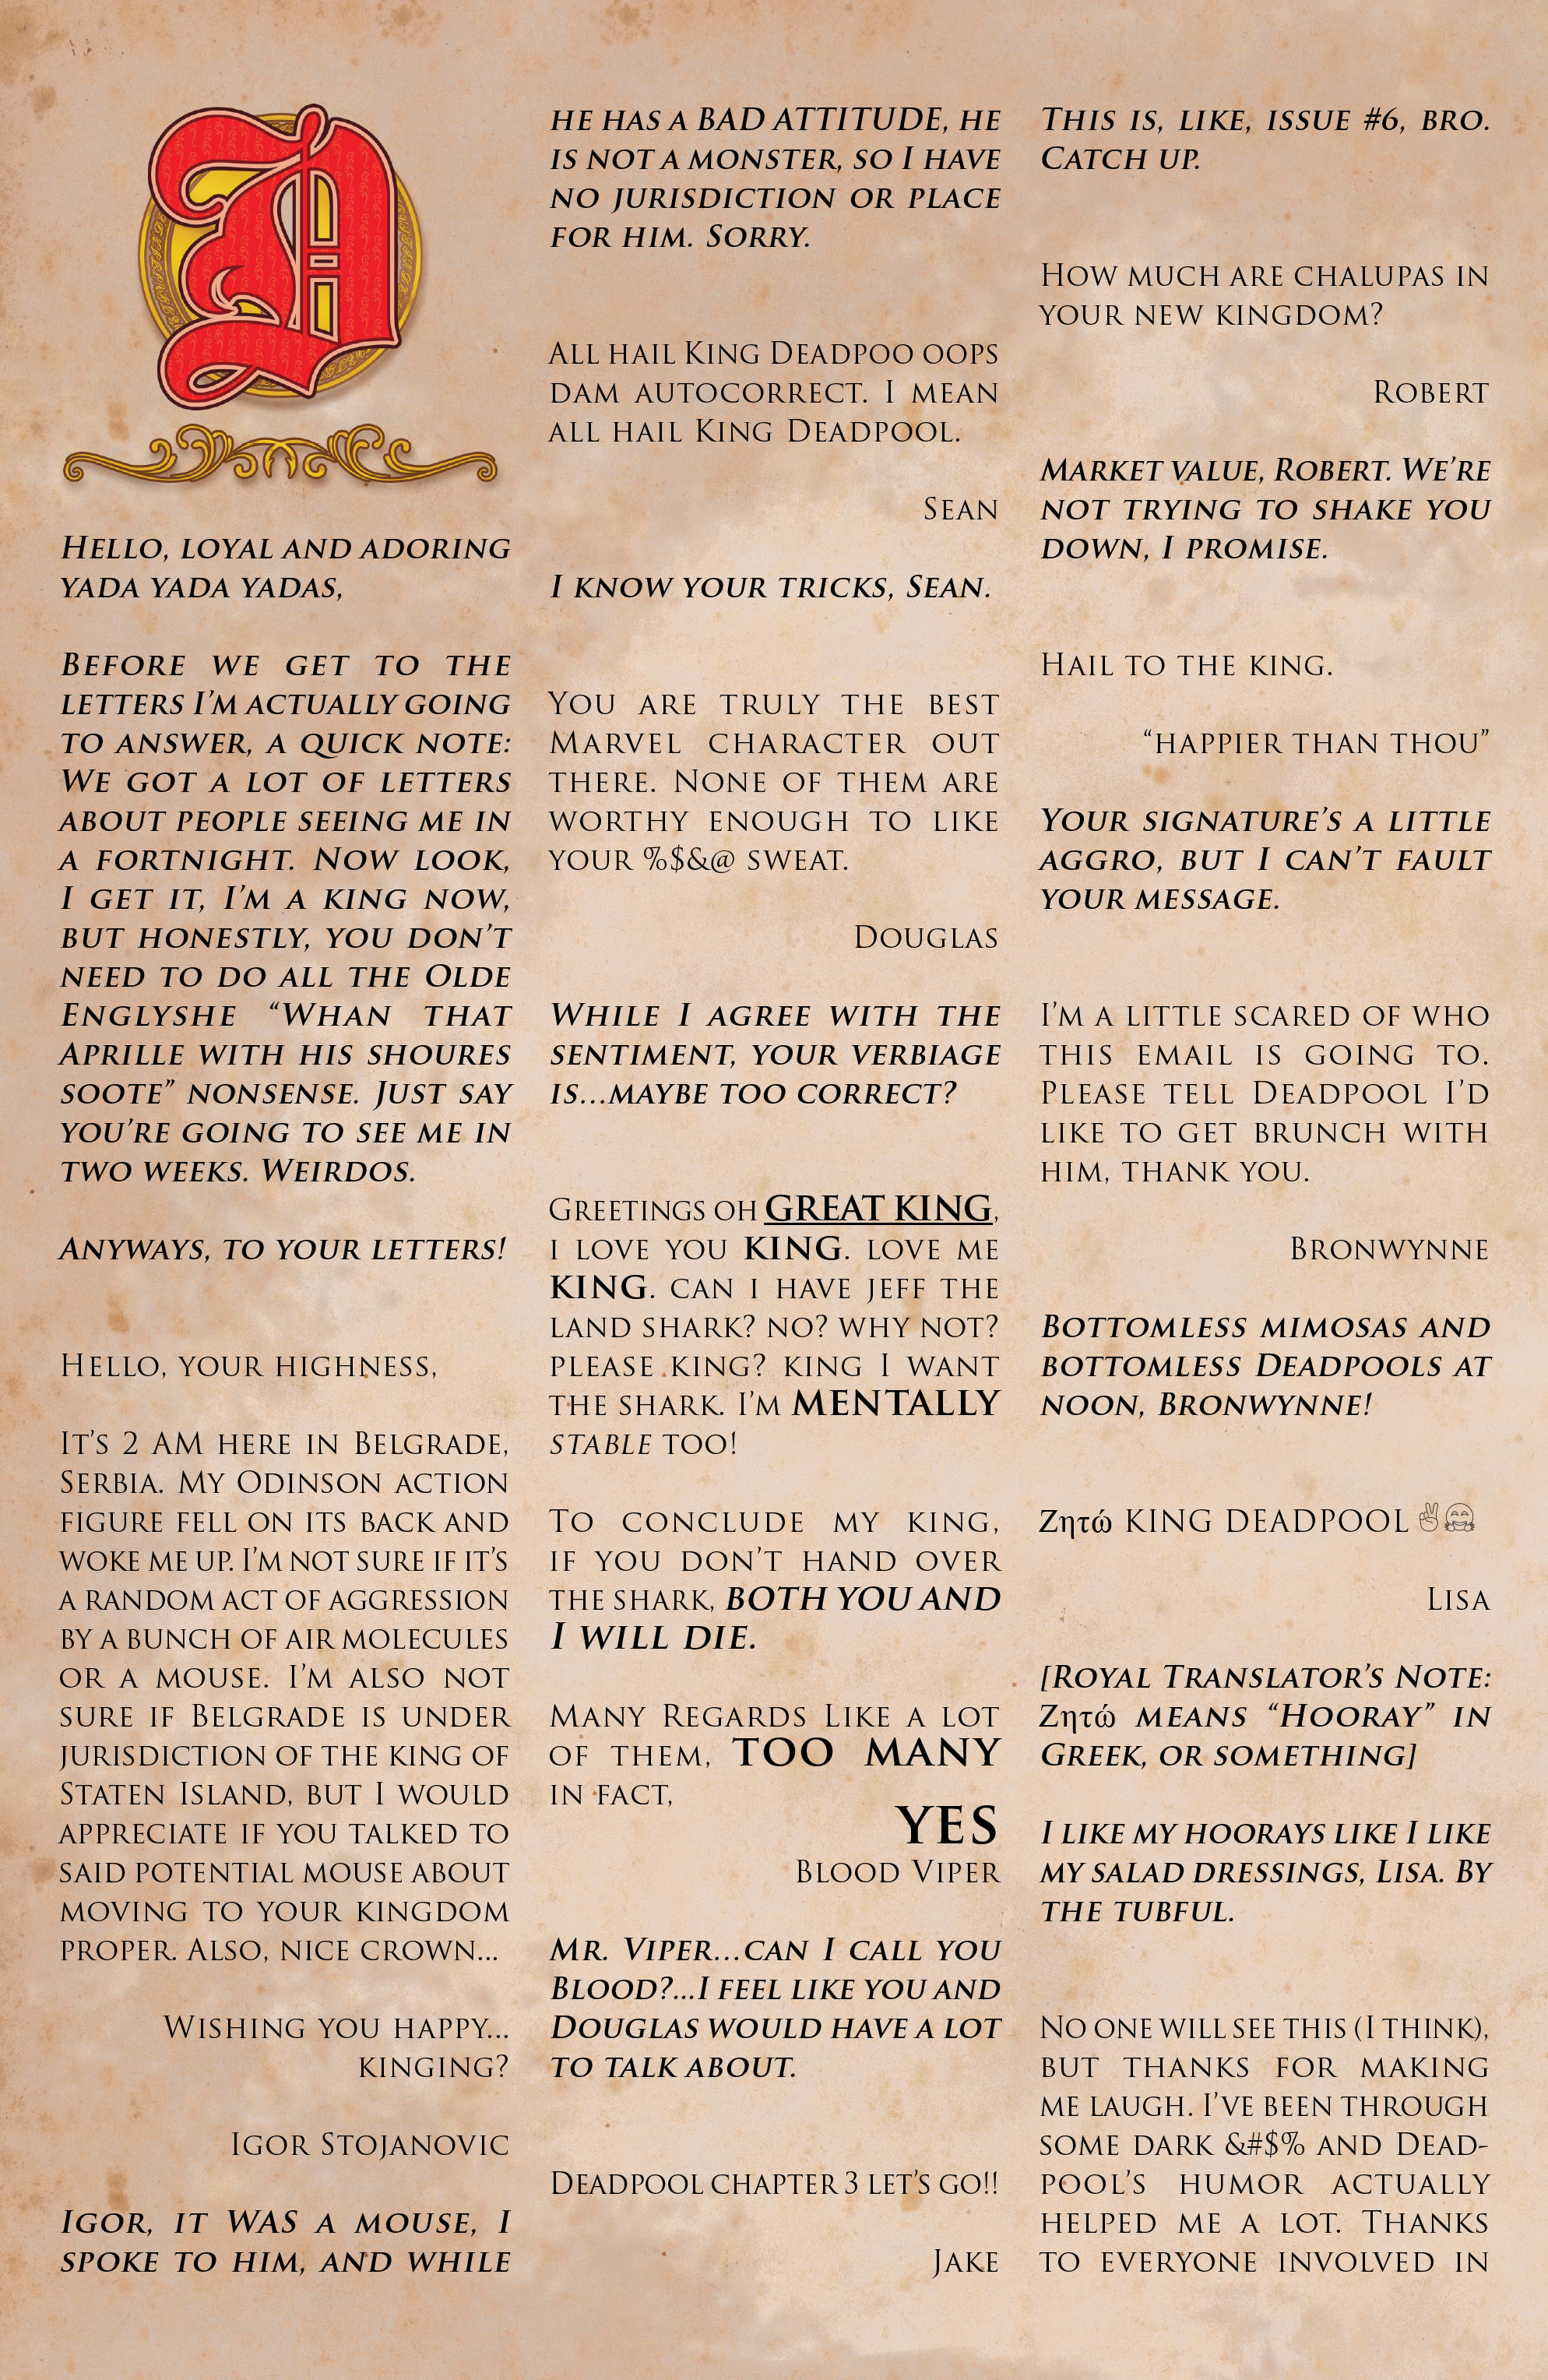 D
HELLO, LOYAL AND ADORING
YADA YADA YADAS,
BEFORE WE GET TO THE
LETTERS I'M ACTUALLY GOING
TO ANSWER, A QUICK NOTE:
WE GOT A LOT OF LETTERS
ABOUT PEOPLE SEEING ME IN
A FORTNIGHT. NOW LOOK,
I GET IT, I'M A KING NOW,
BUT HONESTLY, YOU DON'T
NEED TO DO ALL THE OLDE
ENGLYSHE “WHAN THAT
APRILLE WITH HIS SHOURES
SOOTE” NONSENSE. JUST SAY
YOU'RE GOING TO SEE ME IN
TWO WEEKS. WEIRDOS.
ANYWAYS, TO YOUR LETTERS!
HELLO, YOUR HIGHNESS,
IT'S 2 AM HERE IN BELGRADE,
SERBIA. MY ODINSON ACTION
FIGURE FELL ON ITS BACK AND
WOKE ME UP. I'M NOT SURE IF IT'S
A RANDOM ACT OF AGGRESSION
BY A BUNCH OF AIR MOLECULES
OR A MOUSE. I'M ALSO NOT
SURE IF BELGRADE IS UNDER
JURISDICTION OF THE KING OF
STATEN ISLAND, BUT I WOULD
APPRECIATE IF YOU TALKED TO
SAID POTENTIAL MOUSE ABOUT
MOVING TO YOUR KINGDOM
PROPER. ALSO, NICE CROWN...
WISHING YOU HAPPY...
KINGING?
IGOR STOJANOVIC
IGOR, IT WAS A MOUSE, I
SPOKE TO HIM, AND WHILE
HE HAS A BAD ATTITUDE, HE
IS NOT A MONSTER, SO I HAVE
NO JURISDICTION OR PLACE
FOR HIM. SORRY.
ALL HAIL KING DEADPOO OOPS
DAM AUTOCORRECT. I MEAN
ALL HAIL KING DEADPOOL.
SEAN
I KNOW YOUR TRICKS, SEAN.
YOU ARE TRULY THE BEST
MARVEL CHARACTER OUT
THERE. NONE OF THEM ARE
WORTHY ENOUGH TO LIKE
YOUR %$&@ SWEAT.
DOUGLAS
WHILE I AGREE WITH THE
SENTIMENT, YOUR VERBIAGE
IS...MAYBE TOO CORRECT?
GREETINGS OH GREAT KING,
I LOVE YOU KING. LOVE ME
KING. CAN I HAVE JEFF THE
LAND SHARK? NO? WHY NOT?
PLEASE KING? KING I WANT
THE SHARK. I'M MENTALLY
STABLE TOO!
TO CONCLUDE MY KING,
IF YOU DON'T HAND OVER
THE SHARK, BOTH YOU AND
I WILL DIE.
MANY REGARDS LIKE A LOT
OF THEM, TOO MANY
IN FACT,
YES
BLOOD VIPER
MR. VIPER...CAN I CALL YOU
BLOOD?...I FEEL LIKE YOU AND
DOUGLAS WOULD HAVE A LOT
TO TALK ABOUT.
DEADPOOL CHAPTER 3 LET'S GO!!
JAKE
THIS IS, LIKE, ISSUE #6, BRO.
CATCH UP.
HOW MUCH ARE CHALUPAS IN
YOUR NEW KINGDOM?
ROBERT
MARKET VALUE, ROBERT. WE'RE
NOT TRYING TO SHAKE YOU
DOWN, I PROMISE.
HAIL TO THE KING.
“HAPPIER THAN THOU”
YOUR SIGNATURE'S A LITTLE
AGGRO, BUT I CAN'T FAULT
YOUR MESSAGE.
I'M A LITTLE SCARED OF WHO
THIS EMAIL IS GOING TO.
PLEASE TELL DEADPOOL I'D
LIKE TO GET BRUNCH WITH
HIM, THANK YOU.
BRONWYNNE
BOTTOMLESS MIMOSAS AND
BOTTOMLESS DEADPOOLS AT
NOON, BRONWYNNE!
Ζητώ KING DEADPOOL ✌🤗
LISA
[ROYAL TRANSLATOR'S NOTE:
Ζητώ MEANS “HOORAY” IN
GREEK, OR SOMETHING]
I LIKE MY HOORAYS LIKE I LIKE
MY SALAD DRESSINGS, LISA. BY
THE TUBFUL.
NO ONE WILL SEE THIS (I THINK),
BUT THANKS FOR MAKING
ME LAUGH. I'VE BEEN THROUGH
SOME DARK &#$% AND DEAD-
POOL'S HUMOR ACTUALLY
HELPED ME A LOT. THANKS
TO EVERYONE INVOLVED IN